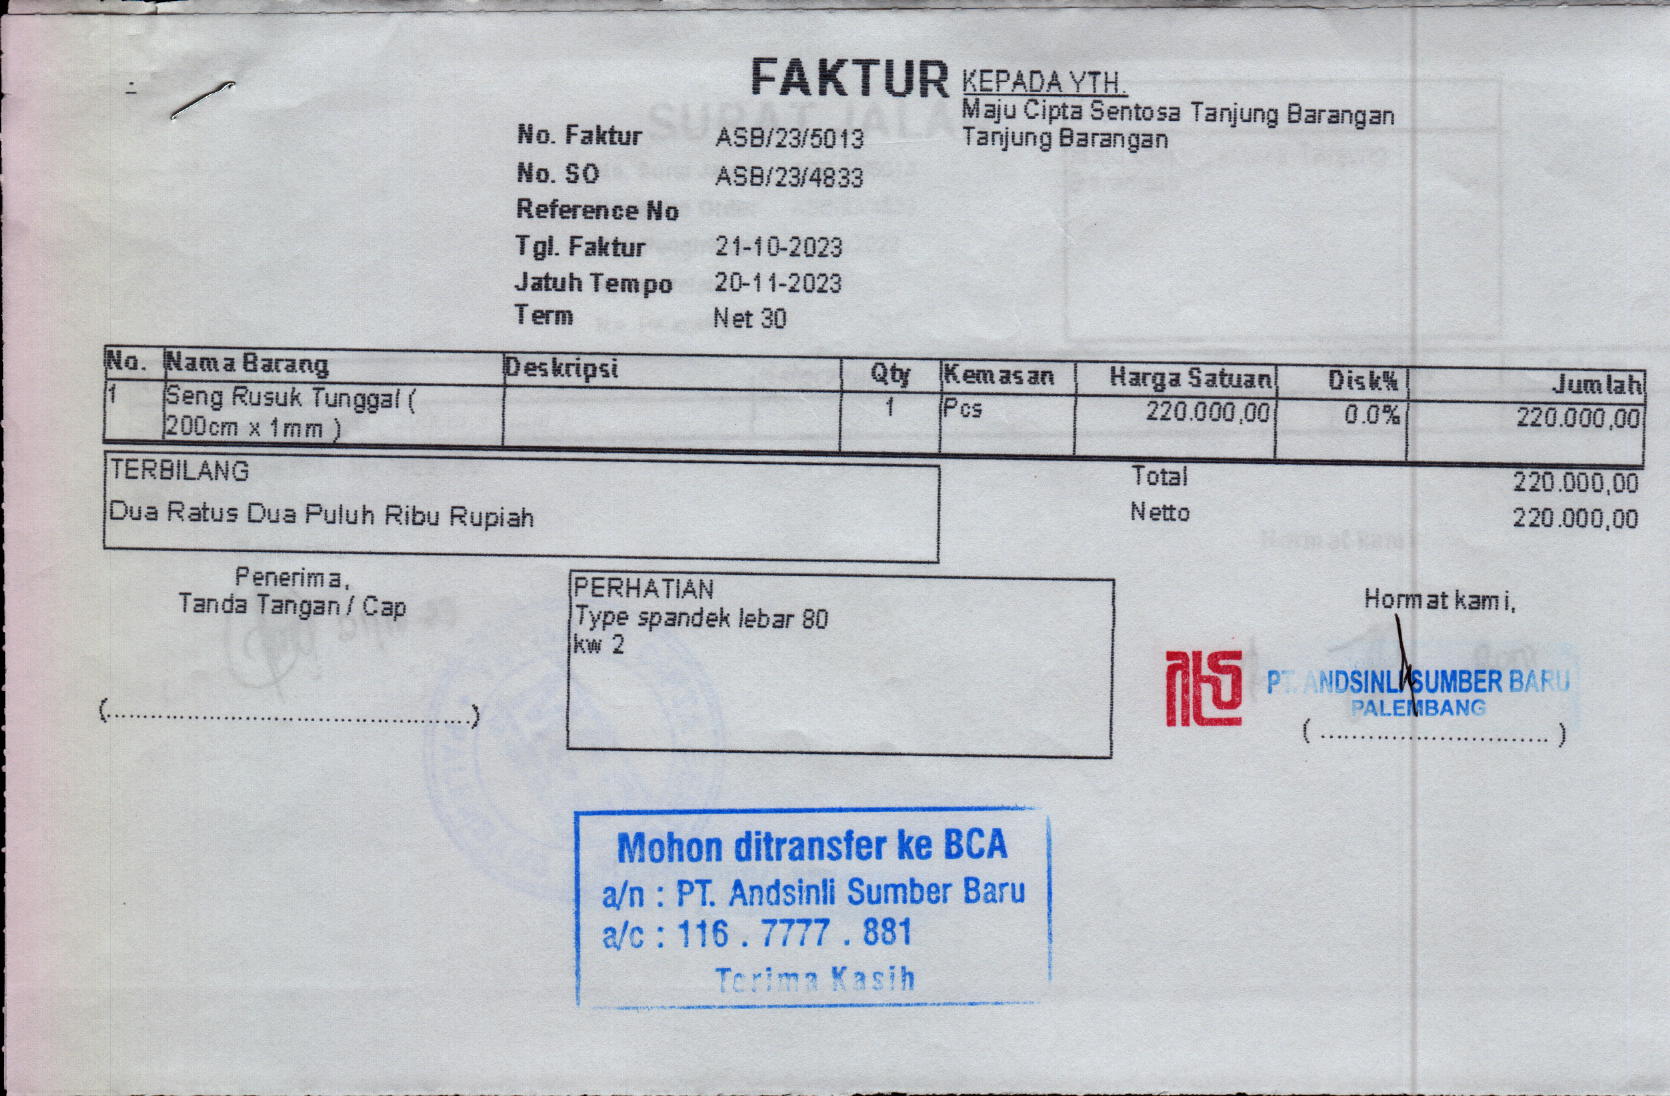 FAKTUR
KEPADA YTH.
Maju Cipta Sentosa Tanjung Barangan
Tanjung Barangan
No. Faktur ASB/23/5013
No. SO ASB/23/4833
Reference No
Tgl. Faktur 21-10-2023
Jatuh Tempo 20-11-2023
Term Net 30
No. Nama Barang Deskripsi Qty Kemasan Harga Satuan Disk% Jumlah
1 Seng Rusuk Tunggal ( 1 Pcs 220.000,00 0.0% 220.000,00
200cm x 1mm )
TERBILANG
Dua Ratus Dua Puluh Ribu Rupiah
Total 220.000,00
Netto 220.000,00
Penerima,
Tanda Tangan / Cap
(................................................)
PERHATIAN
Type spandek lebar 80
kw 2
Hormat kami,
PT. ANDSINLI SUMBER BARU
PALEMBANG
( .............................. )
Mohon ditransfer ke BCA
a/n : PT. Andsinli Sumber Baru
a/c : 116 . 7777 . 881
Terima Kasih